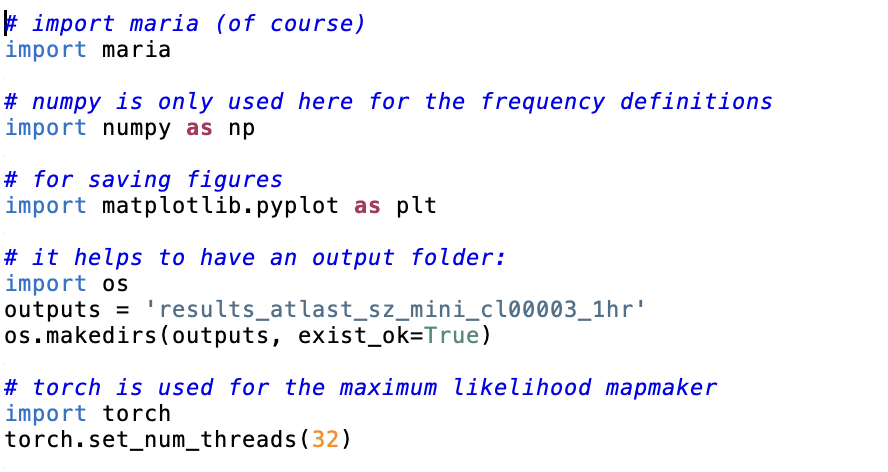 # import maria (of course)
import maria
# numpy is only used here for the frequency definitions
import numpy as np
# for saving figures
import matplotlib.pyplot as plt
# it helps to have an output folder:
import os
outputs = 'results_atlast_sz_mini_cl00003_1hr'
os.makedirs(outputs, exist_ok=True)
# torch is used for the maximum likelihood mapmaker
import torch
torch.set_num_threads(32)